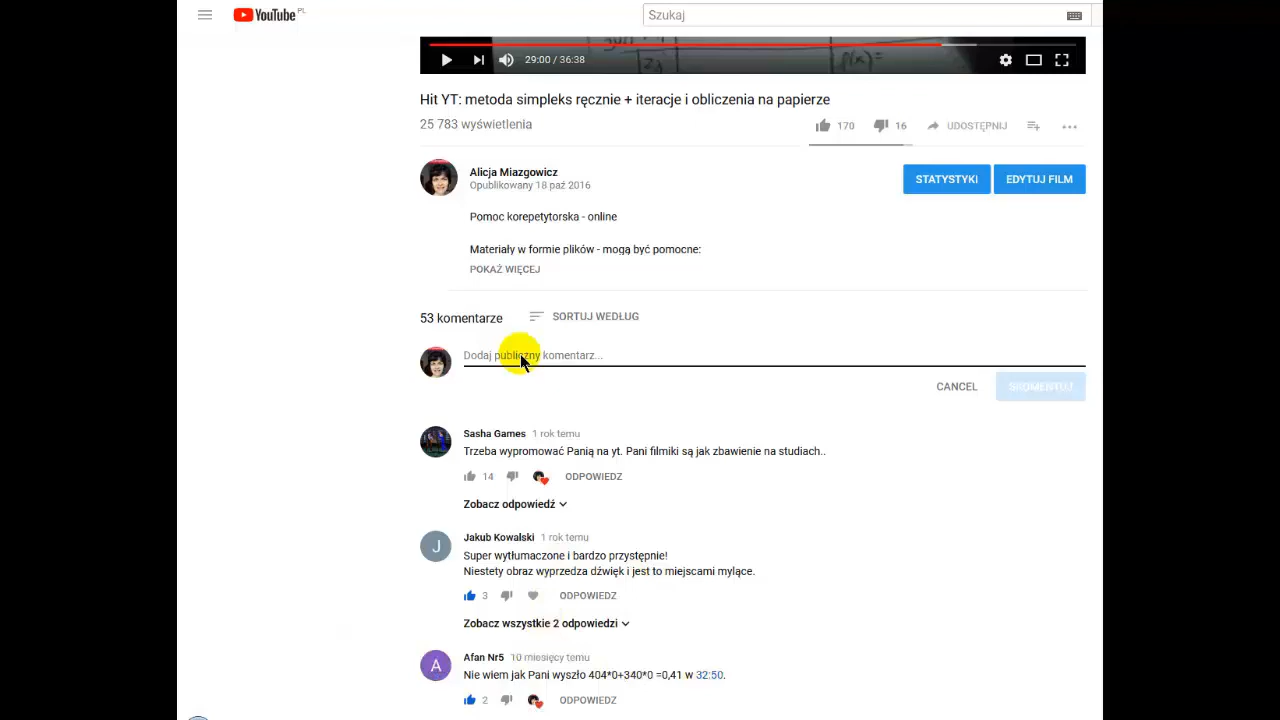 YouTube PL
Szukaj
29:00 / 36:38
Hit YT: metoda simpleks ręcznie + iteracje i obliczenia na papierze
25 783 wyświetlenia
170
16
UDOSTĘPNIJ
Alicja Miazgowicz
Opublikowany 18 paź 2016
STATYSTYKI
EDYTUJ FILM
Pomoc korepetytorska - online
Materiały w formie plików - mogą być pomocne:
POKAŻ WIĘCEJ
53 komentarze
SORTUJ WEDŁUG
Dodaj publiczny komentarz...
CANCEL
SKOMENTUJ
Sasha Games 1 rok temu
Trzeba wypromować Panią na yt. Pani filmiki są jak zbawienie na studiach..
14
ODPOWIEDZ
Zobacz odpowiedź
J
Jakub Kowalski 1 rok temu
Super wytłumaczone i bardzo przystępnie!
Niestety obraz wyprzedza dźwięk i jest to miejscami mylące.
3
ODPOWIEDZ
Zobacz wszystkie 2 odpowiedzi
A
Afan Nr5 10 miesięcy temu
Nie wiem jak Pani wyszło 404*0+340*0 =0,41 w 32:50.
2
ODPOWIEDZ